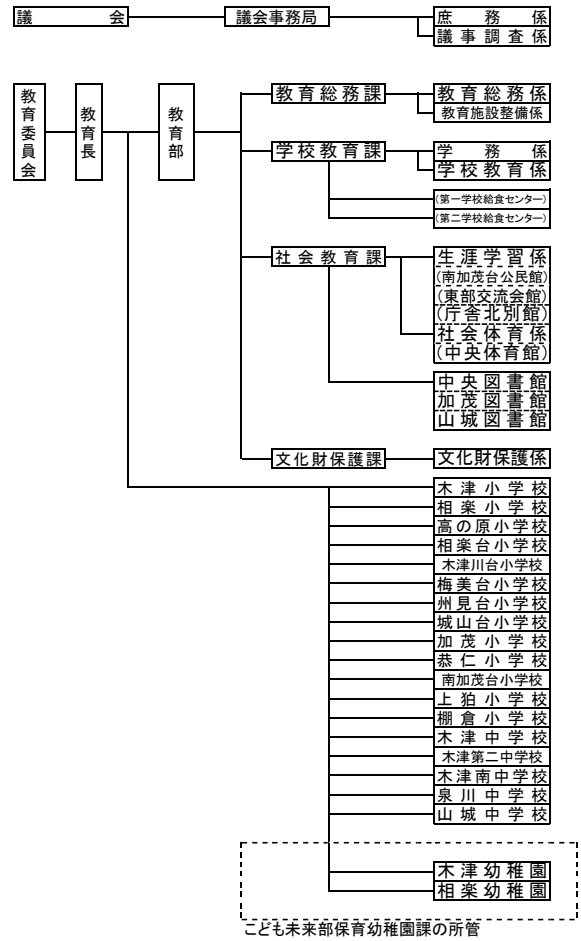 議会 議会事務局 庶務係
議事調査係
教育委員会 教育長 教育部
教育総務課 教育総務係
教育施設整備係
学校教育課 学務係
学校教育係
(第一学校給食センター)
(第二学校給食センター)
社会教育課 生涯学習係
(南加茂台公民館)
(東部交流会館)
(庁舎北別館)
社会体育係
(中央体育館)
中央図書館
加茂図書館
山城図書館
文化財保護課 文化財保護係
木津小学校
相楽小学校
高の原小学校
相楽台小学校
木津川台小学校
梅美台小学校
州見台小学校
城山台小学校
加茂小学校
恭仁小学校
南加茂台小学校
上狛小学校
棚倉小学校
木津中学校
木津第二中学校
木津南中学校
泉川中学校
山城中学校
木津幼稚園
相楽幼稚園
こども未来部保育幼稚園課の所管